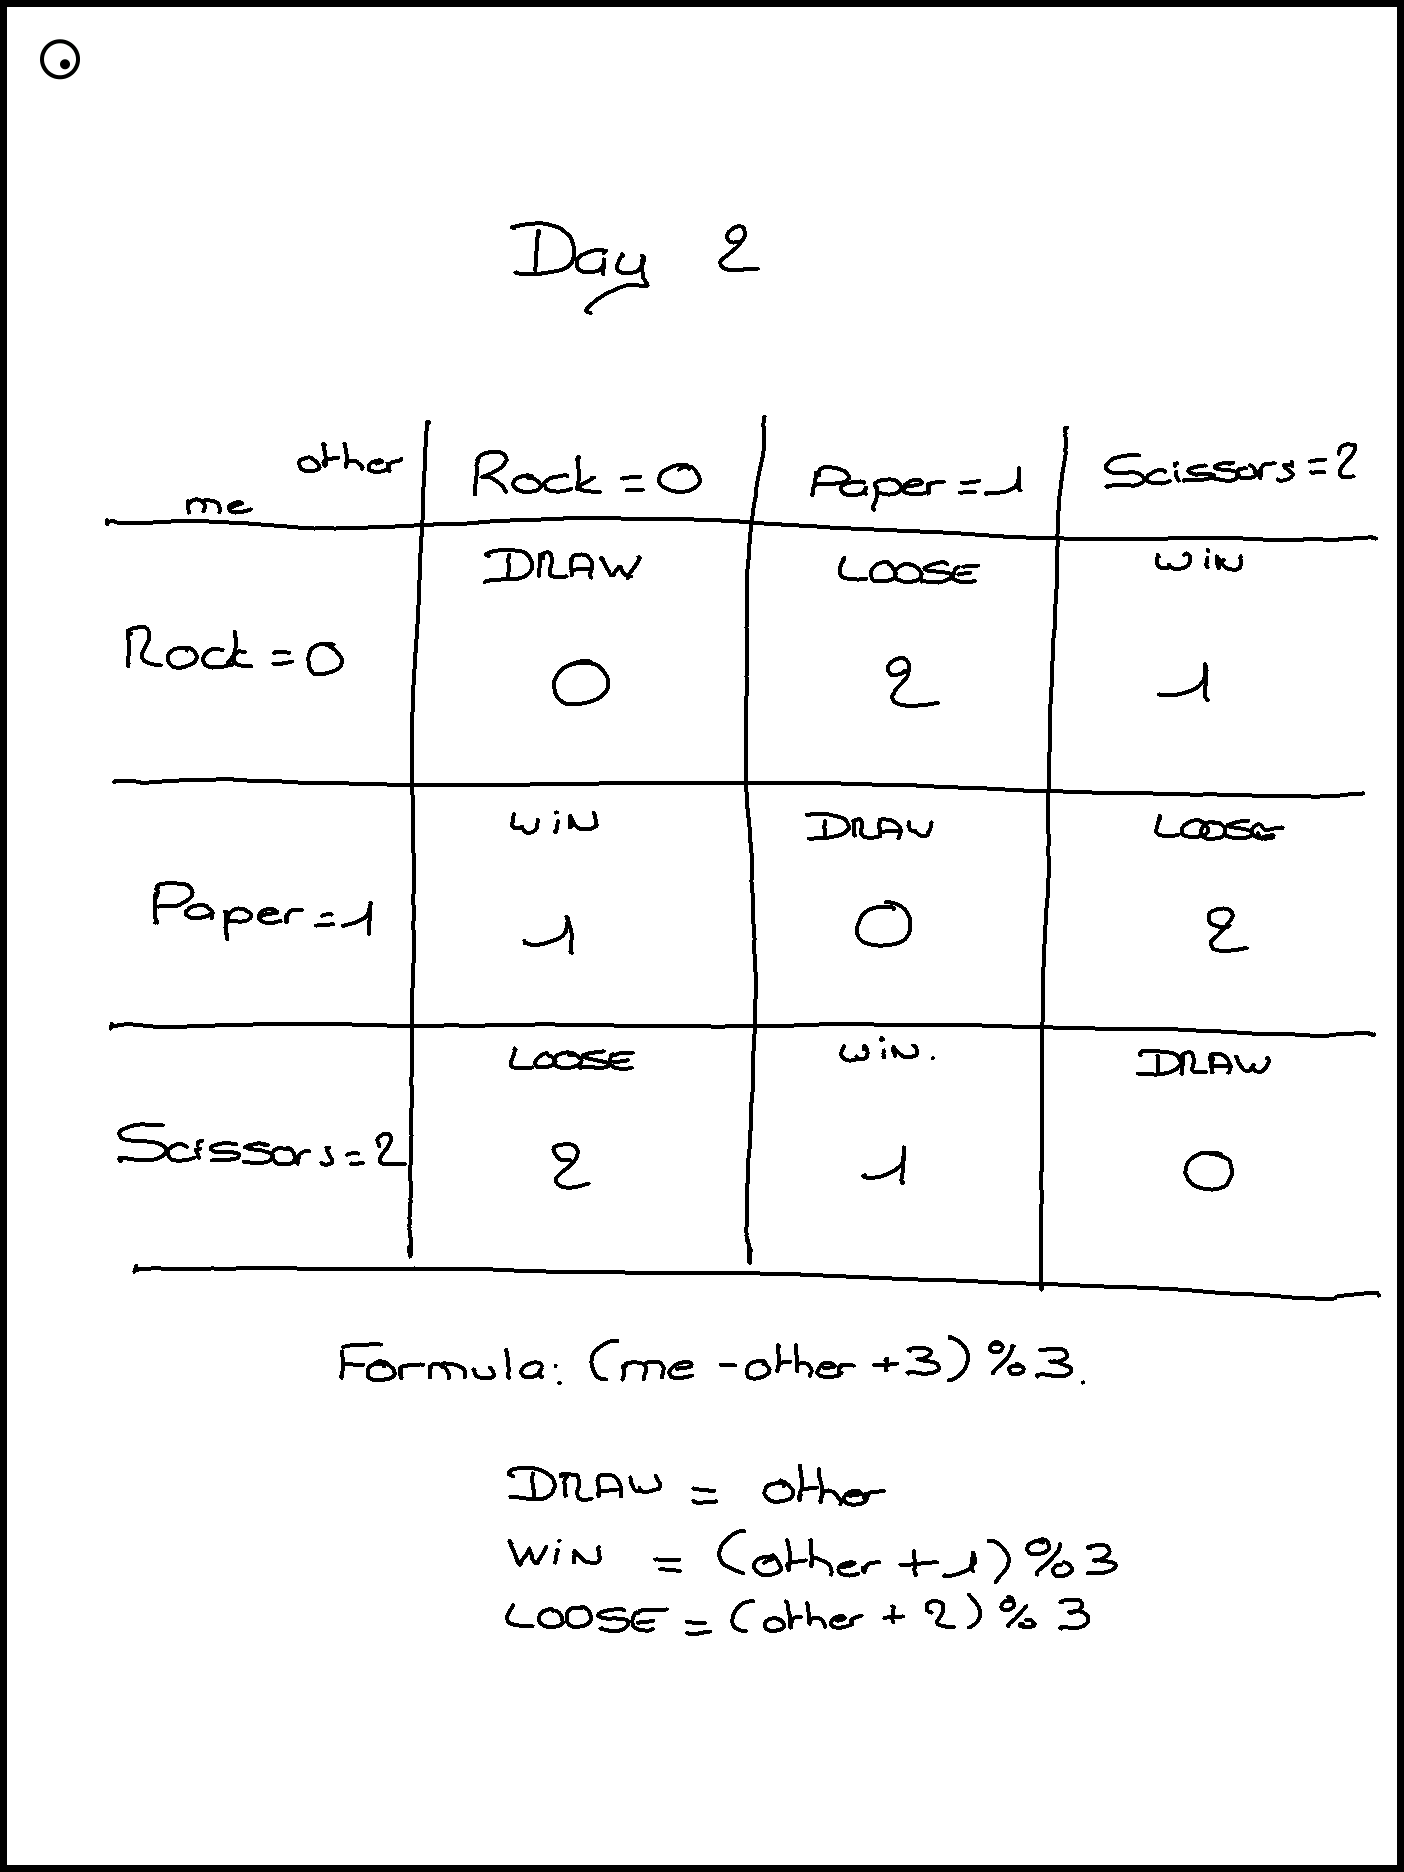 Day 2
other Rock = 0 Paper = 1 Scissors = 2
me
DRAW LOOSE WIN
Rock = 0 0 2 1
WIN DRAW LOOSE
Paper = 1 1 0 2
LOOSE WIN. DRAW
Scissors = 2 2 1 0
Formula: (me - other + 3) % 3.
DRAW = other
WIN = (other + 1) % 3
LOOSE = (other + 2) % 3